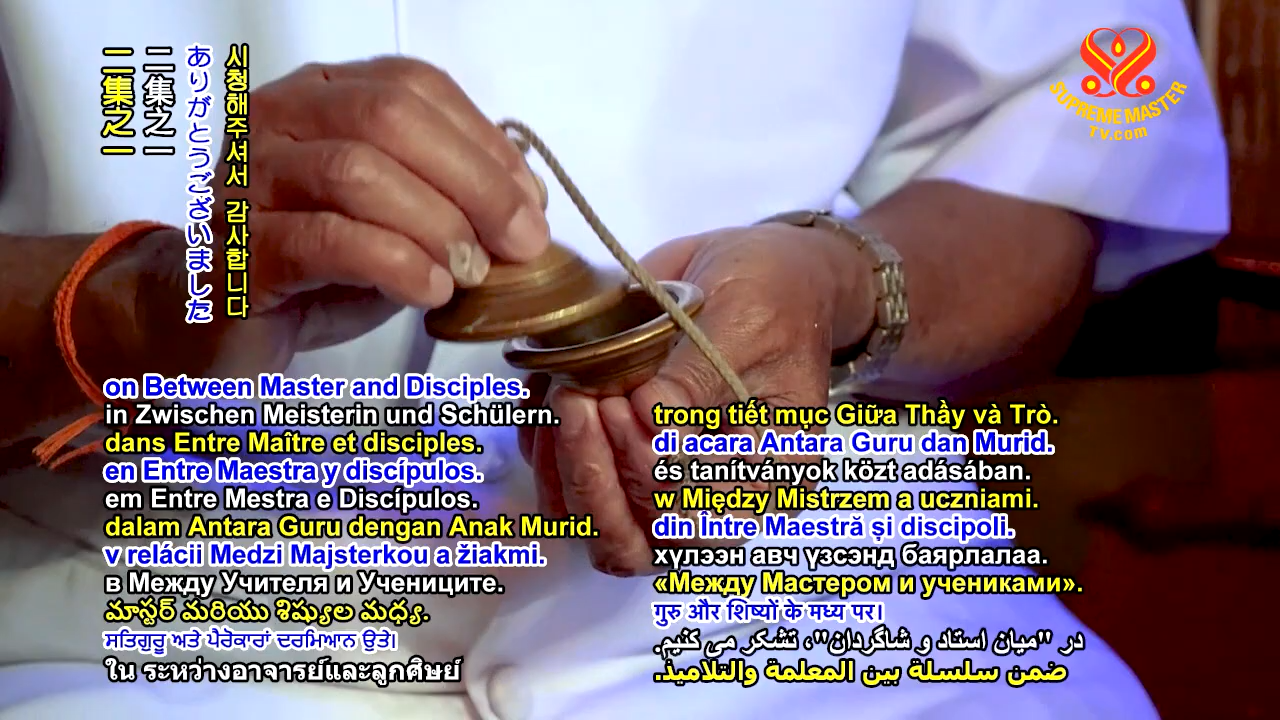 二集之一
二集之一
ありがとうございました
시청해주셔서 감사합니다
SUPREME MASTER
TV.com
on Between Master and Disciples.
in Zwischen Meisterin und Schülern.
dans Entre Maître et disciples.
en Entre Maestra y discípulos.
em Entre Mestra e Discípulos.
dalam Antara Guru dengan Anak Murid.
v relácii Medzi Majsterkou a žiakmi.
в Между Учителя и Учениците.
మాస్టర్ మరియు శిష్యుల మధ్య.
ਸਤਿਗੁਰੂ ਅਤੇ ਪੈਰੋਕਾਰਾਂ ਦਰਮਿਆਨ ਉਤੇ।
ใน ระหว่างอาจารย์และลูกศิษย์
trong tiết mục Giữa Thầy và Trò.
di acara Antara Guru dan Murid.
és tanítványok közt adásában.
w Między Mistrzem a uczniami.
din Între Maestră și discipoli.
хүлээн авч үзсэнд баярлалаа.
«Между Мастером и учениками».
गुरु और शिष्यों के मध्य पर।
در "میان استاد و شاگردان"، تشکر می کنیم.
ضمن سلسلة بين المعلمة والتلاميذ.